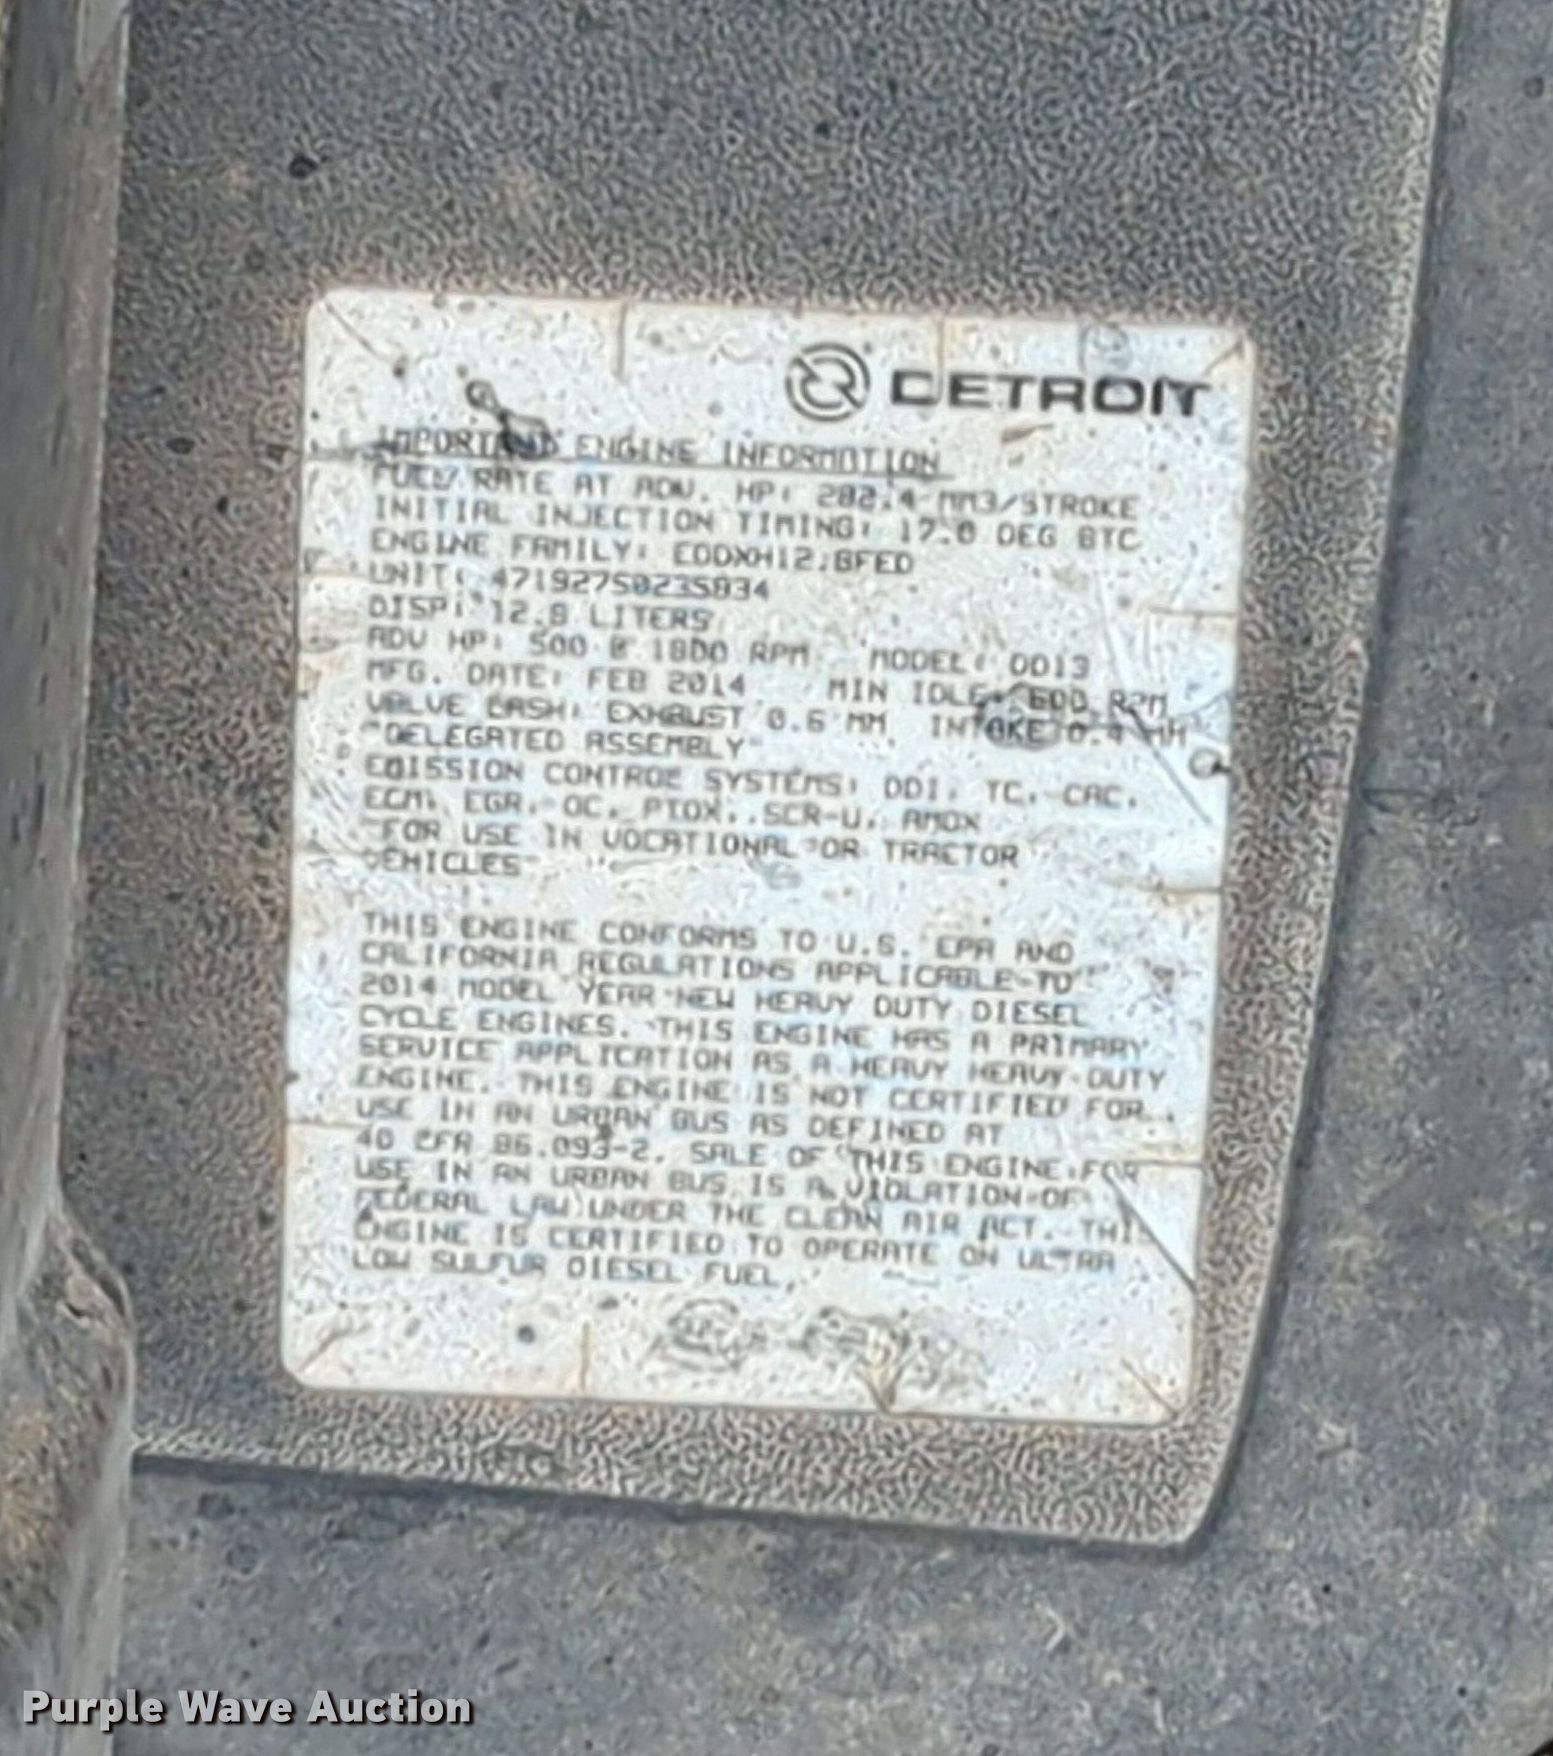 DETROIT
IMPORTANT ENGINE INFORMATION
FUEL RATE AT ADV. HP: 282.4 MM3/STROKE
INITIAL INJECTION TIMING: 17.0 DEG BTC
ENGINE FAMILY: EDDXH12.8FED
UNIT: 471927S0235834
DISP: 12.8 LITERS
ADV HP: 500 @ 1800 RPM MODEL: DD13
MFG. DATE: FEB 2014 MIN IDLE: 600 RPM
VALVE LASH: EXHAUST 0.6 MM INTAKE 0.4 MM
"DELEGATED ASSEMBLY"
EMISSION CONTROL SYSTEMS: DDI, TC, CAC,
ECM, EGR, OC, PTOX, SCR-U, AMOX
"FOR USE IN VOCATIONAL OR TRACTOR
VEHICLES"
THIS ENGINE CONFORMS TO U.S. EPA AND
CALIFORNIA REGULATIONS APPLICABLE TO
2014 MODEL YEAR NEW HEAVY DUTY DIESEL
CYCLE ENGINES. THIS ENGINE HAS A PRIMARY
SERVICE APPLICATION AS A HEAVY HEAVY-DUTY
ENGINE. THIS ENGINE IS NOT CERTIFIED FOR
USE IN AN URBAN BUS AS DEFINED AT
40 CFR 86.093-2. SALE OF THIS ENGINE FOR
USE IN AN URBAN BUS IS A VIOLATION OF
FEDERAL LAW UNDER THE CLEAN AIR ACT. THIS
ENGINE IS CERTIFIED TO OPERATE ON ULTRA
LOW SULFUR DIESEL FUEL.
Purple Wave Auction